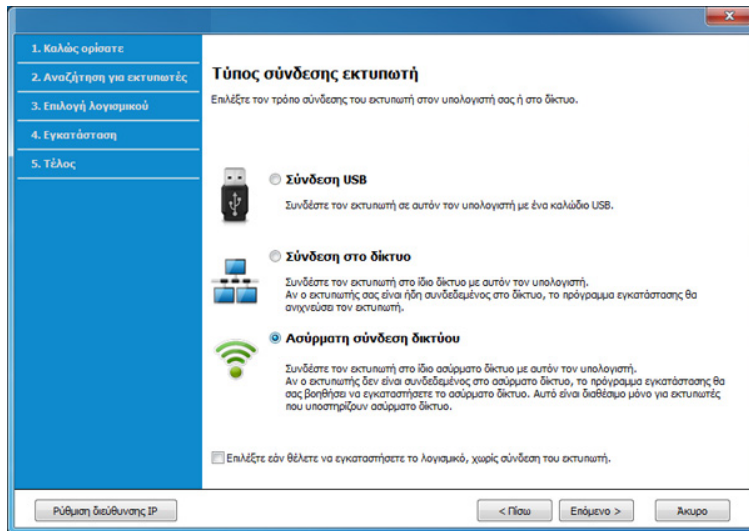 1. Καλώς ορίσατε
2. Αναζήτηση για εκτυπωτές
3. Επιλογή λογισμικού
4. Εγκατάσταση
5. Τέλος
Τύπος σύνδεσης εκτυπωτή
Επιλέξτε τον τρόπο σύνδεσης του εκτυπωτή στον υπολογιστή σας ή στο δίκτυο.
Σύνδεση USB
Συνδέστε τον εκτυπωτή σε αυτόν τον υπολογιστή με ένα καλώδιο USB.
Σύνδεση στο δίκτυο
Συνδέστε τον εκτυπωτή στο ίδιο δίκτυο με αυτόν τον υπολογιστή.
Αν ο εκτυπωτής σας είναι ήδη συνδεδεμένος στο δίκτυο, το πρόγραμμα εγκατάστασης θα
ανιχνεύσει τον εκτυπωτή.
Ασύρματη σύνδεση δικτύου
Συνδέστε τον εκτυπωτή στο ίδιο ασύρματο δίκτυο με αυτόν τον υπολογιστή.
Αν ο εκτυπωτής δεν είναι συνδεδεμένος στο ασύρματο δίκτυο, το πρόγραμμα εγκατάστασης θα
σας βοηθήσει να εγκαταστήσετε το ασύρματο δίκτυο. Αυτό είναι διαθέσιμο μόνο για εκτυπωτές
που υποστηρίζουν ασύρματο δίκτυο.
Επιλέξτε εάν θέλετε να εγκαταστήσετε το λογισμικό, χωρίς σύνδεση του εκτυπωτή.
Ρύθμιση διεύθυνσης IP
< Πίσω
Επόμενο >
Άκυρο